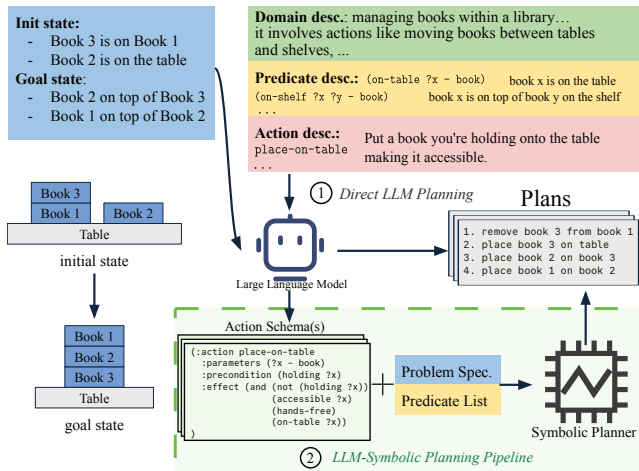 Init state:
- Book 3 is on Book 1
- Book 2 is on the table
Goal state:
- Book 2 on top of Book 3
- Book 1 on top of Book 2
Domain desc.: managing books within a library…
it involves actions like moving books between tables
and shelves, ...
Predicate desc.: (on-table ?x - book) book x is on the table
(on-shelf ?x ?y - book) book x is on top of book y on the shelf
...
Action desc.: Put a book you're holding onto the table
place-on-table making it accessible.
...
1 Direct LLM Planning
Book 3
Book 1 Book 2
Table
initial state
Large Language Model
Plans
1. remove book 3 from book 1
2. place book 3 on table
3. place book 2 on book 3
4. place book 1 on book 2
Book 1
Book 2
Book 3
Table
goal state
Action Schema(s)
(:action place-on-table
:parameters (?x - book)
:precondition (holding ?x)
:effect (and (not (holding ?x))
(accessible ?x)
(hands-free)
(on-table ?x))
)
+
Problem Spec.
Predicate List
Symbolic Planner
2 LLM-Symbolic Planning Pipeline